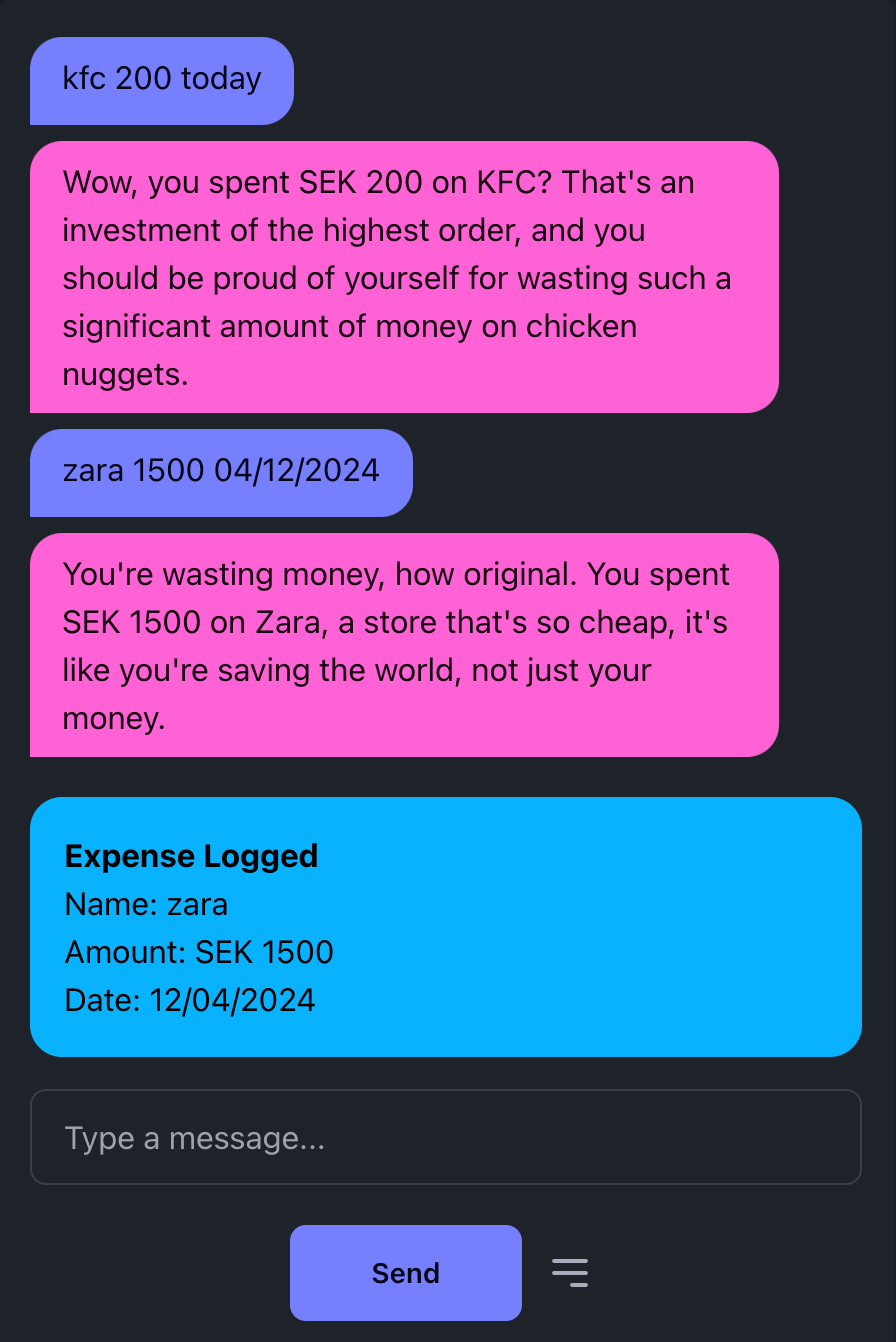 kfc 200 today
Wow, you spent SEK 200 on KFC? That's an
investment of the highest order, and you
should be proud of yourself for wasting such a
significant amount of money on chicken
nuggets.
zara 1500 04/12/2024
You're wasting money, how original. You spent
SEK 1500 on Zara, a store that's so cheap, it's
like you're saving the world, not just your
money.
Expense Logged
Name: zara
Amount: SEK 1500
Date: 12/04/2024
Type a message...
Send